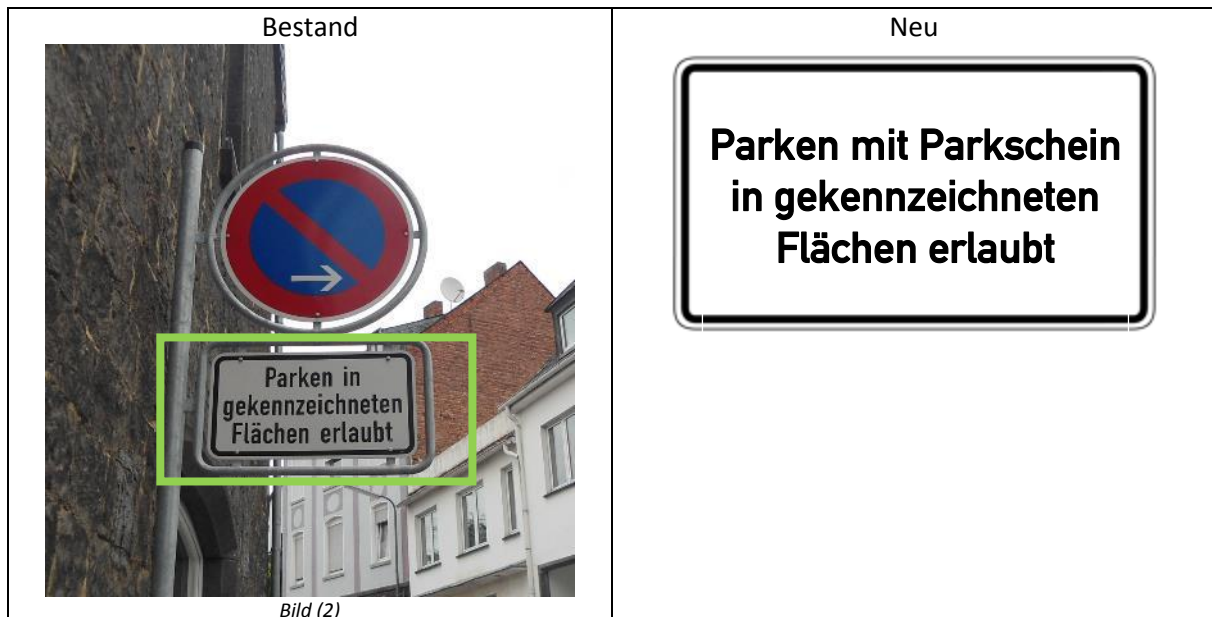 Bestand
Parken in
gekennzeichneten
Flächen erlaubt
Bild (2)
Neu
Parken mit Parkschein
in gekennzeichneten
Flächen erlaubt